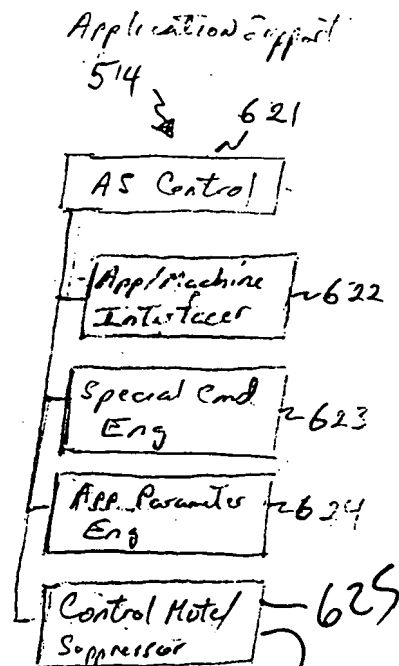 Application Support
514
621
AS Control
App/Machine
Interfacer
622
Special Cmd
Eng
623
App Parameter
Eng
624
Control Mute/
Suppressor
625